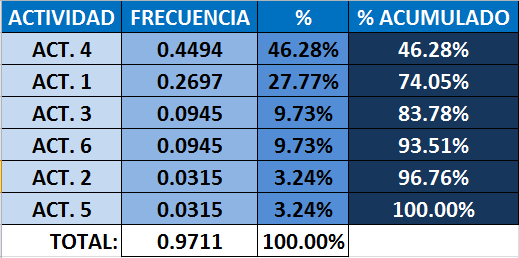 ACTIVIDAD FRECUENCIA % % ACUMULADO
ACT. 4 0.4494 46.28% 46.28%
ACT. 1 0.2697 27.77% 74.05%
ACT. 3 0.0945 9.73% 83.78%
ACT. 6 0.0945 9.73% 93.51%
ACT. 2 0.0315 3.24% 96.76%
ACT. 5 0.0315 3.24% 100.00%
TOTAL: 0.9711 100.00%